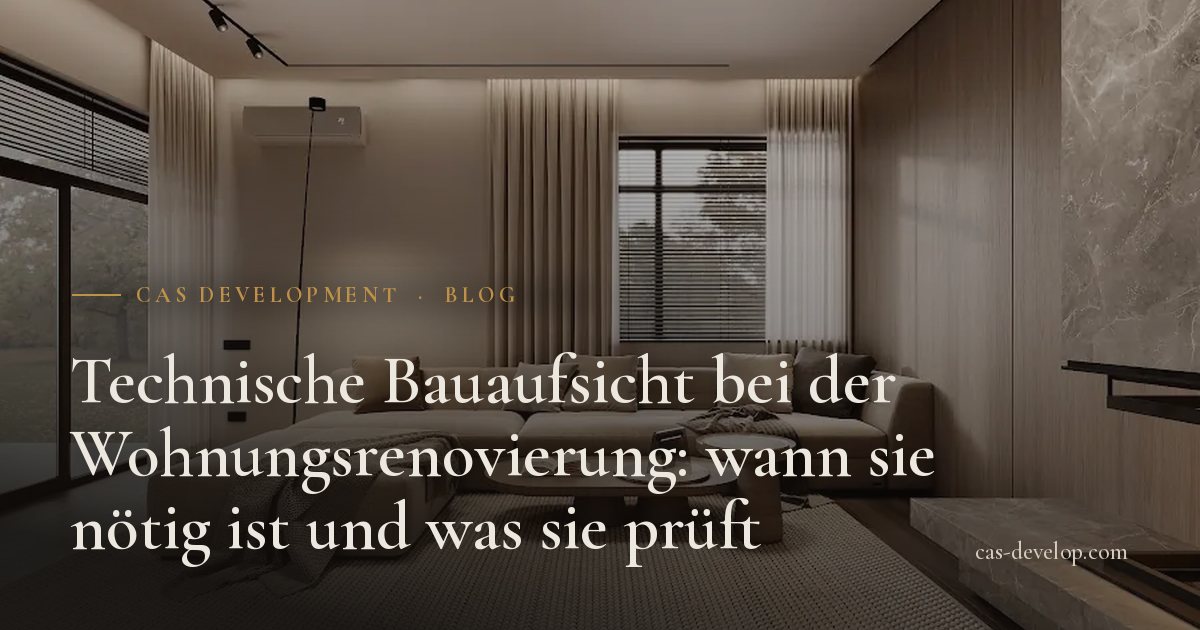 CAS DEVELOPMENT · BLOG
Technische Bauaufsicht bei der
Wohnungsrenovierung: wann sie
nötig ist und was sie prüft
cas-develop.com